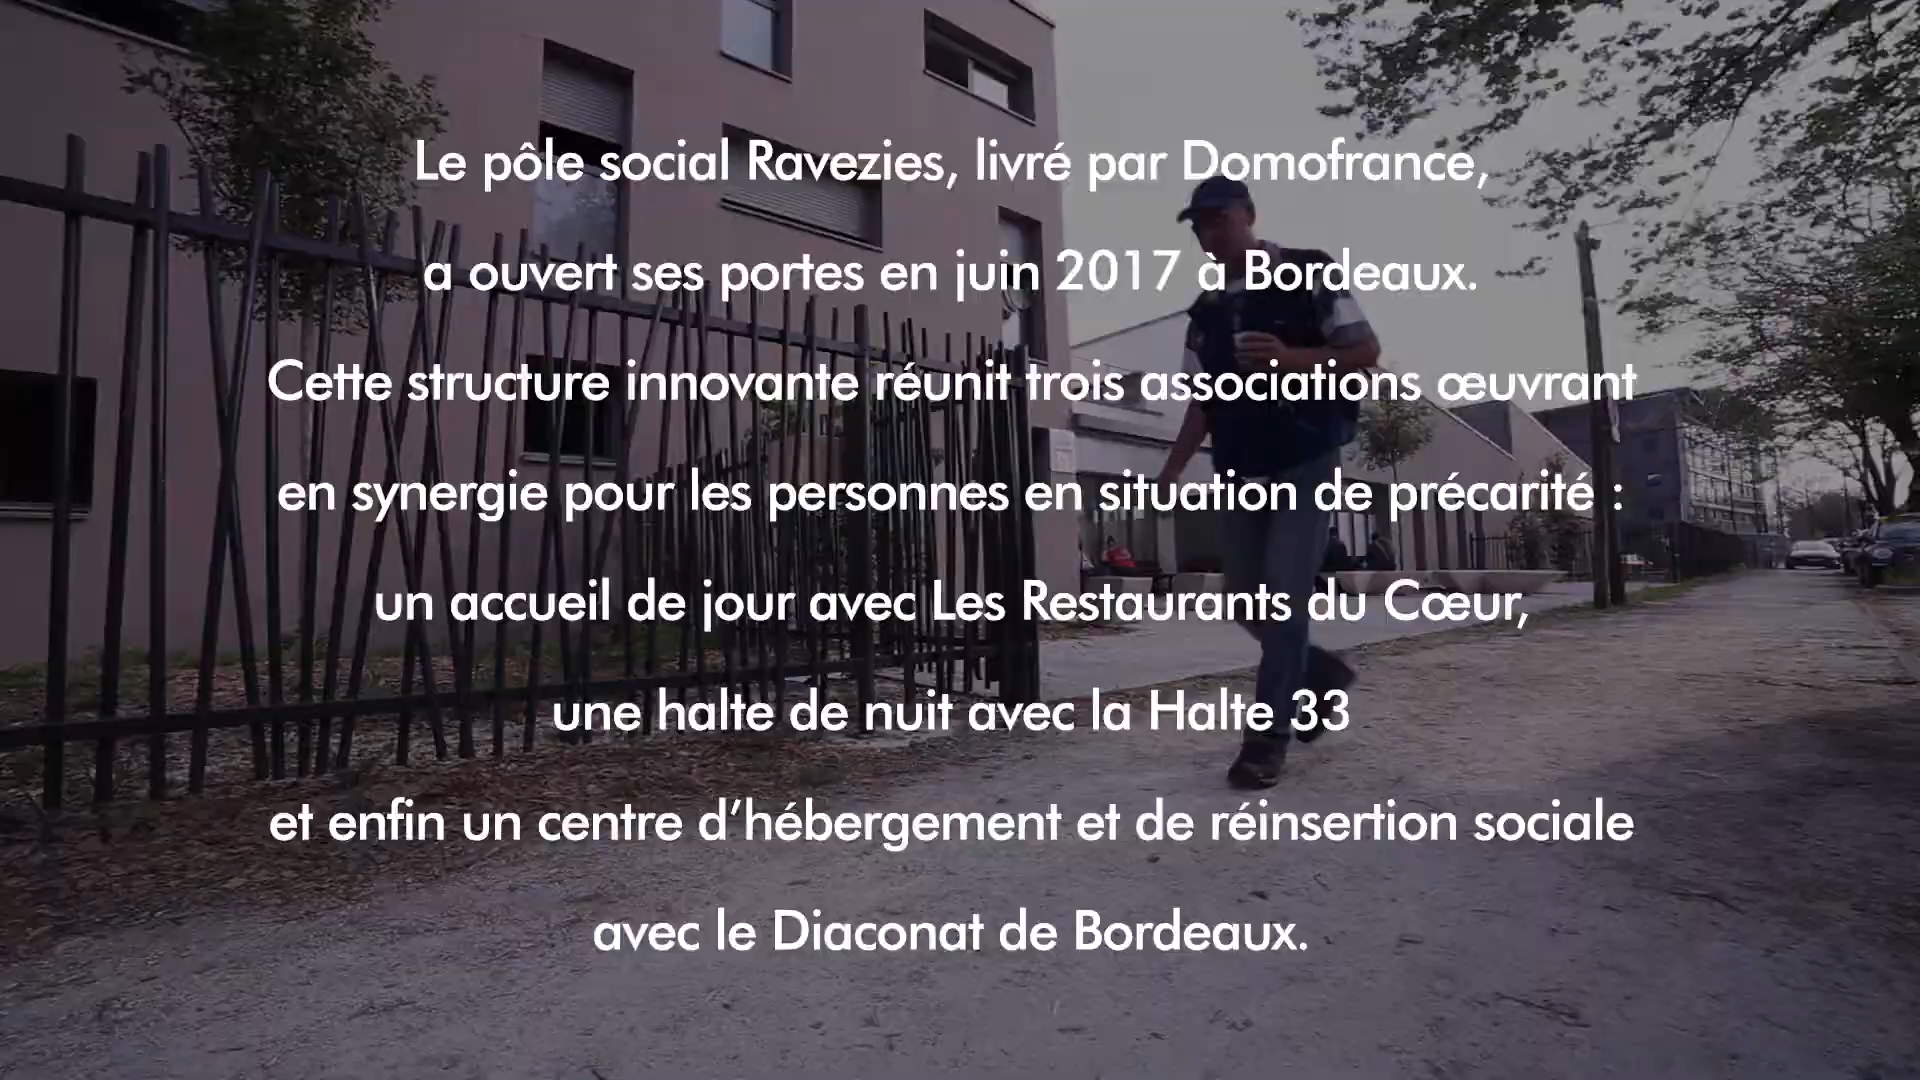 Le pôle social Ravezies, livré par Domofrance,
a ouvert ses portes en juin 2017 à Bordeaux.
Cette structure innovante réunit trois associations œuvrant
en synergie pour les personnes en situation de précarité :
un accueil de jour avec Les Restaurants du Cœur,
une halte de nuit avec la Halte 33
et enfin un centre d’hébergement et de réinsertion sociale
avec le Diaconat de Bordeaux.